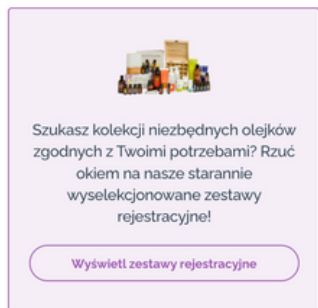 Szukasz kolekcji niezbędnych olejków
zgodnych z Twoimi potrzebami? Rzuć
okiem na nasze starannie
wyselekcjonowane zestawy
rejestracyjne!
Wyświetl zestawy rejestracyjne